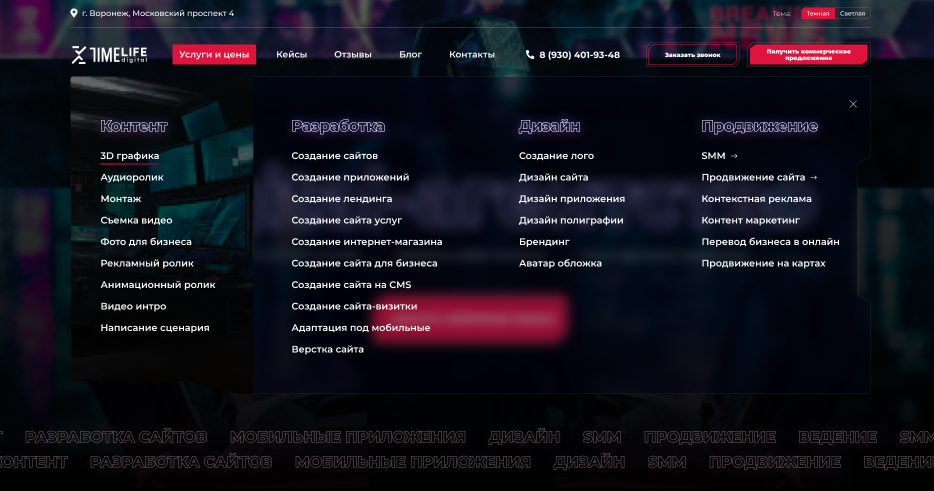 г. Воронеж, Московский проспект 4
Тема: Темная Светлая
TIMELIFE
digital
Услуги и цены Кейсы Отзывы Блог Контакты 8 (930) 401-93-48 Заказать звонок Получить коммерческое
предложение
Контент
3D графика
Аудиоролик
Монтаж
Съемка видео
Фото для бизнеса
Рекламный ролик
Анимационный ролик
Видео интро
Написание сценария
Разработка
Создание сайтов
Создание приложений
Создание лендинга
Создание сайта услуг
Создание интернет-магазина
Создание сайта для бизнеса
Создание сайта на CMS
Создание сайта-визитки
Адаптация под мобильные
Верстка сайта
Дизайн
Создание лого
Дизайн сайта
Дизайн приложения
Дизайн полиграфии
Брендинг
Аватар обложка
Продвижение
SMM →
Продвижение сайта →
Контекстная реклама
Контент маркетинг
Перевод бизнеса в онлайн
Продвижение на картах
РАЗРАБОТКА САЙТОВ МОБИЛЬНЫЕ ПРИЛОЖЕНИЯ ДИЗАЙН SMM ПРОДВИЖЕНИЕ ВЕДЕНИЕ SMM
КОНТЕНТ РАЗРАБОТКА САЙТОВ МОБИЛЬНЫЕ ПРИЛОЖЕНИЯ ДИЗАЙН SMM ПРОДВИЖЕНИЕ ВЕДЕНИЕ